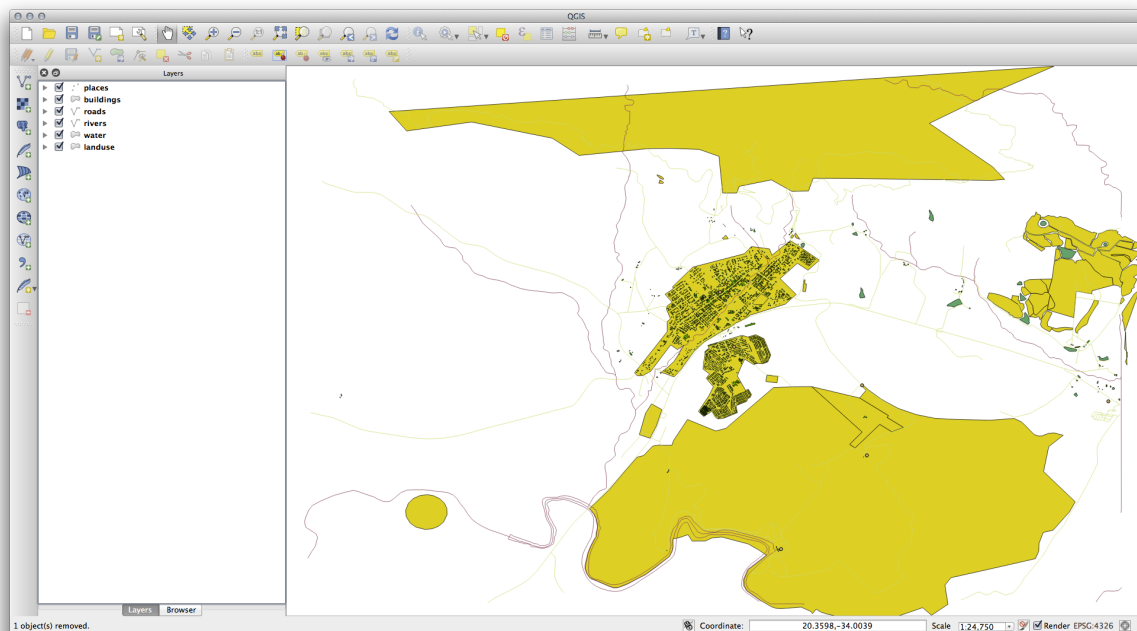 QGIS
Layers
places
buildings
roads
rivers
water
landuse
Layers
Browser
1 object(s) removed.
Coordinate:
20.3598,-34.0039
Scale
1:24,750
Render
EPSG:4326